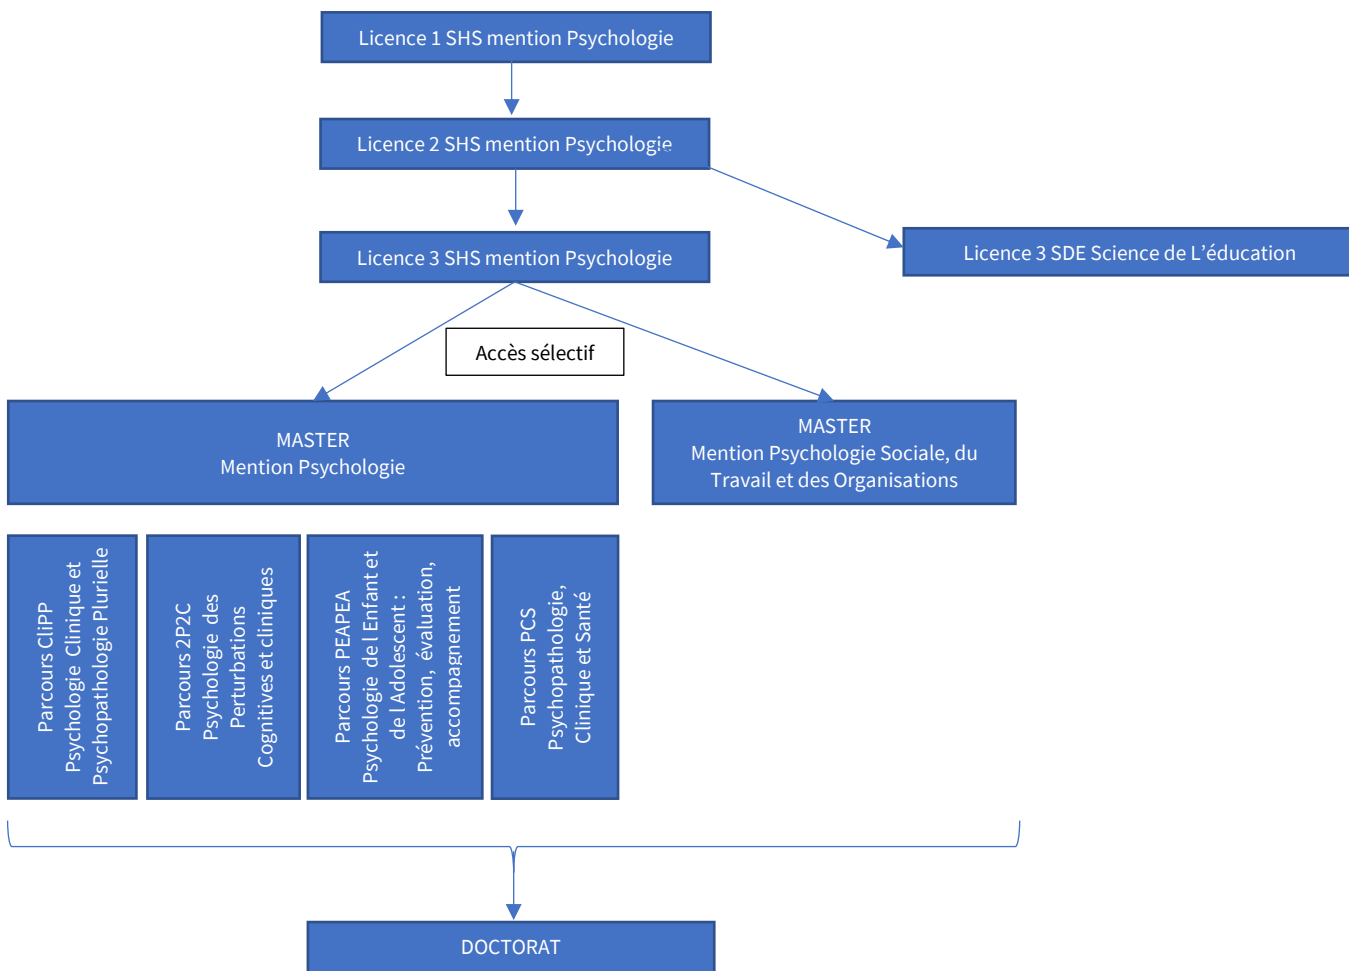 Licence 1 SHS mention Psychologie
Licence 2 SHS mention Psychologie
Licence 3 SHS mention Psychologie
Licence 3 SDE Science de L’éducation
Accès sélectif
MASTER
Mention Psychologie
MASTER
Mention Psychologie Sociale, du
Travail et des Organisations
Parcours CliPP
Psychologie Clinique et
Psychopathologie Plurielle
Parcours 2P2C
Psychologie des
Perturbations
Cognitives et cliniques
Parcours PEAPEA
Psychologie de l Enfant et
de l Adolescent :
Prévention, évaluation,
accompagnement
Parcours PCS
Psychopathologie,
Clinique et Santé
DOCTORAT